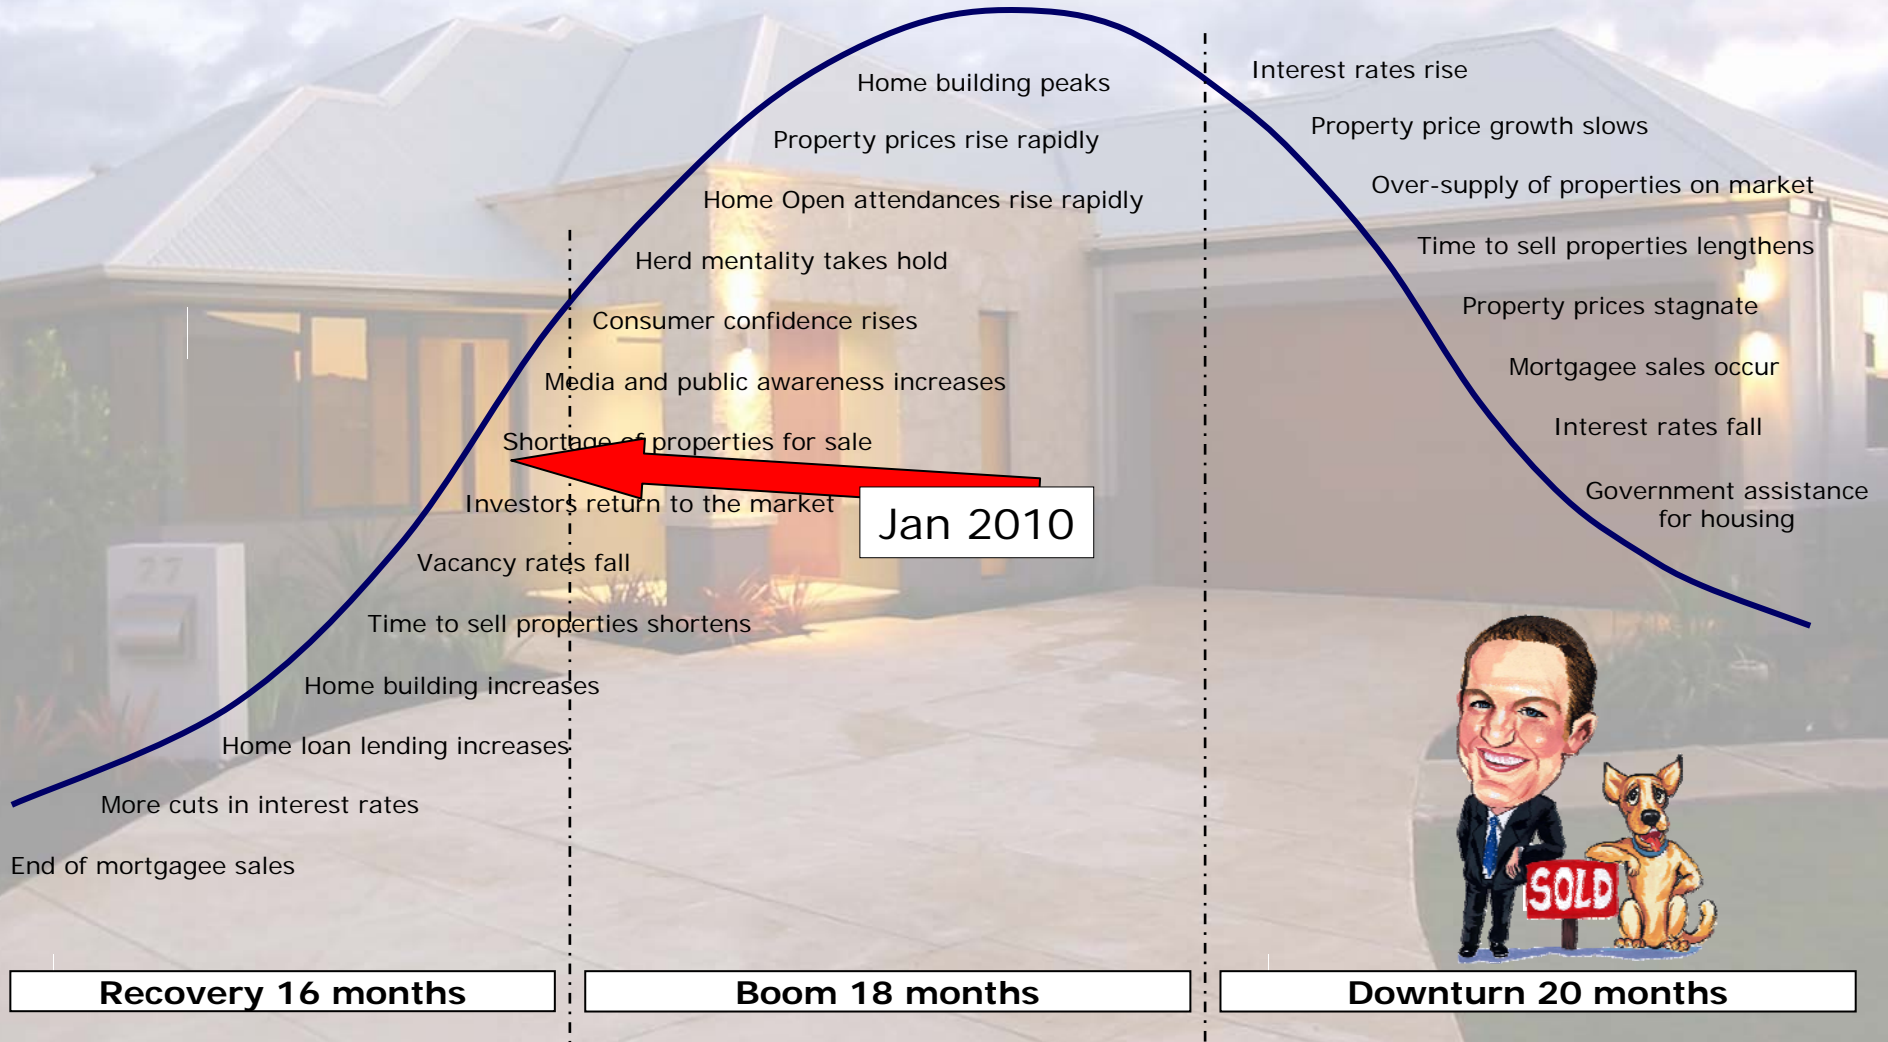 Home building peaks
Property prices rise rapidly
Home Open attendances rise rapidly
Herd mentality takes hold
Consumer confidence rises
Media and public awareness increases
Shortage of properties for sale
Investors return to the market
Vacancy rates fall
Time to sell properties shortens
Home building increases
Home loan lending increases
More cuts in interest rates
End of mortgagee sales
Interest rates rise
Property price growth slows
Over-supply of properties on market
Time to sell properties lengthens
Property prices stagnate
Mortgagee sales occur
Interest rates fall
Government assistance
for housing
Jan 2010
27
SOLD
Recovery 16 months
Boom 18 months
Downturn 20 months